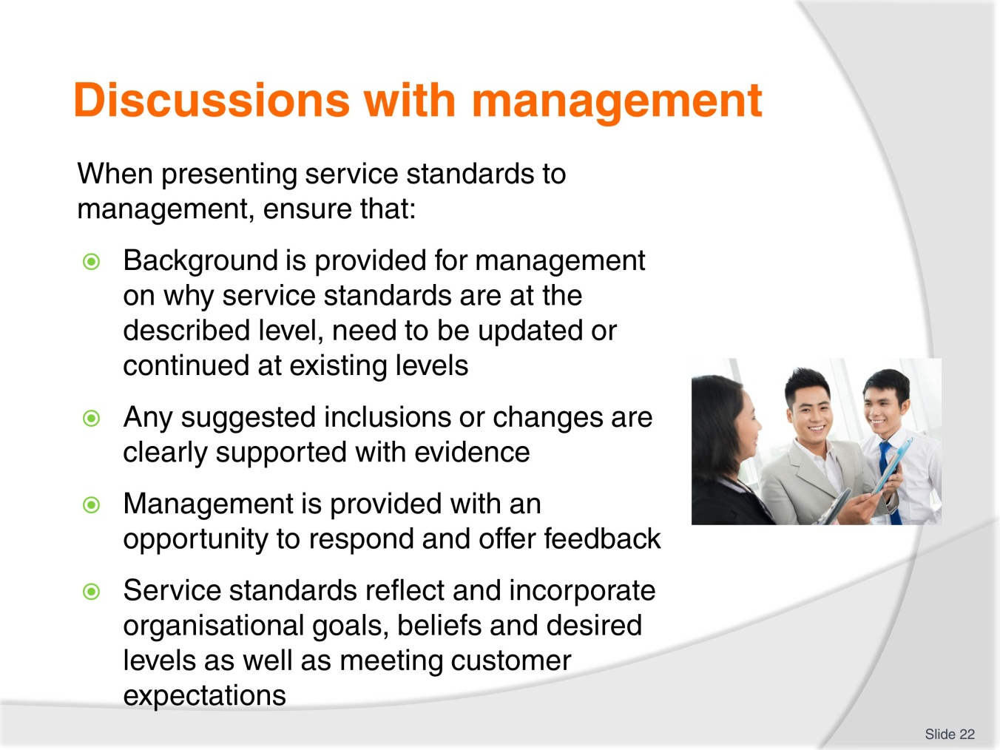 Discussions with management
When presenting service standards to
management, ensure that:
Background is provided for management
on why service standards are at the
described level, need to be updated or
continued at existing levels
Any suggested inclusions or changes are
clearly supported with evidence
Management is provided with an
opportunity to respond and offer feedback
Service standards reflect and incorporate
organisational goals, beliefs and desired
levels as well as meeting customer
expectations
Slide 22